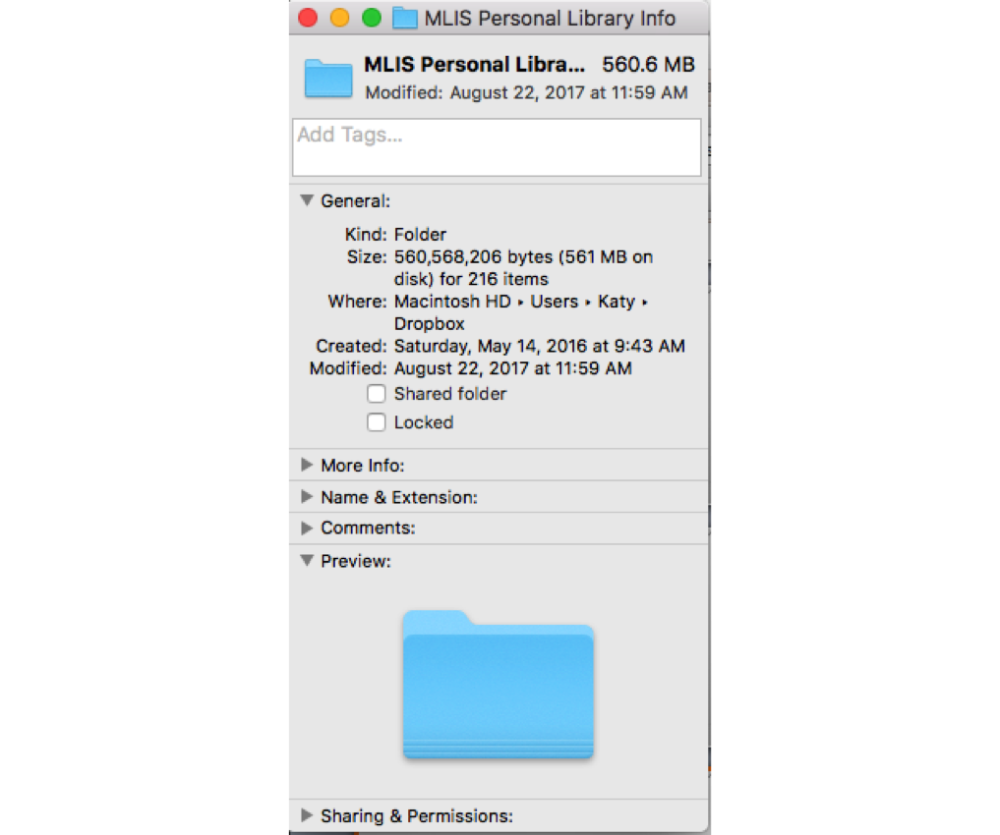 MLIS Personal Library Info
MLIS Personal Libra... 560.6 MB
Modified: August 22, 2017 at 11:59 AM
Add Tags...
General:
Kind: Folder
Size: 560,568,206 bytes (561 MB on
disk) for 216 items
Where: Macintosh HD ▸ Users ▸ Katy ▸
Dropbox
Created: Saturday, May 14, 2016 at 9:43 AM
Modified: August 22, 2017 at 11:59 AM
Shared folder
Locked
More Info:
Name & Extension:
Comments:
Preview:
Sharing & Permissions: